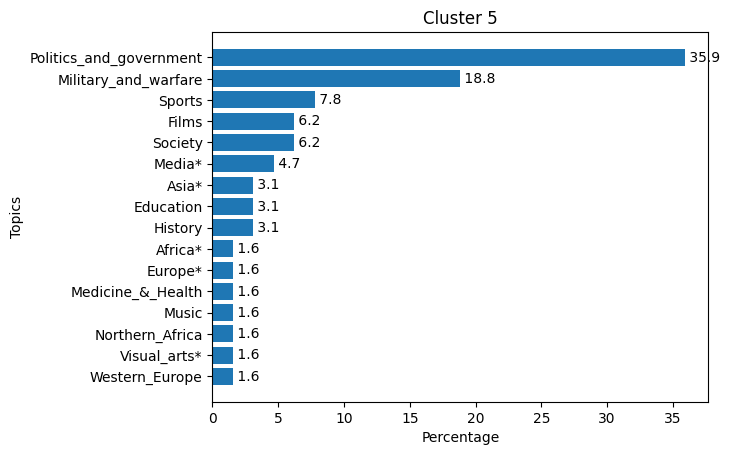 Cluster 5
Topics
Politics_and_government 35.9
Military_and_warfare 18.8
Sports 7.8
Films 6.2
Society 6.2
Media* 4.7
Asia* 3.1
Education 3.1
History 3.1
Africa* 1.6
Europe* 1.6
Medicine_&_Health 1.6
Music 1.6
Northern_Africa 1.6
Visual_arts* 1.6
Western_Europe 1.6
0 5 10 15 20 25 30 35
Percentage